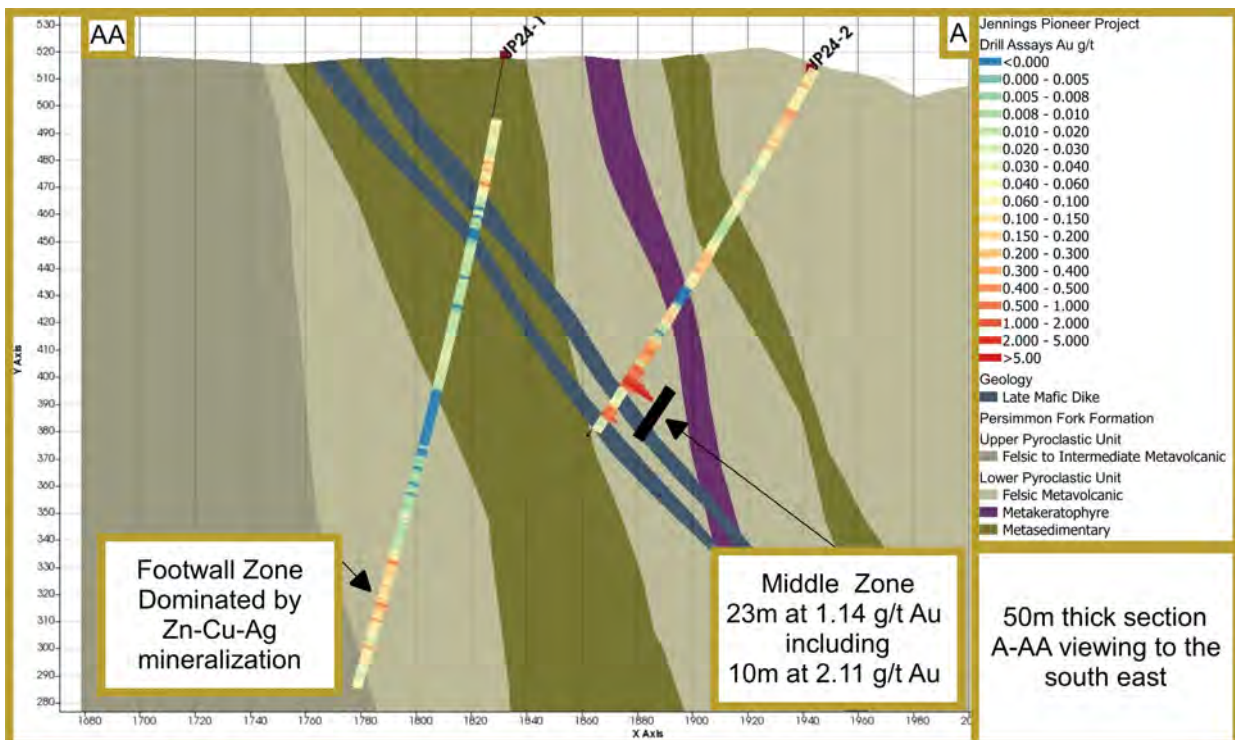 AA
A
JP24-1
JP24-2
530
520
510
500
490
480
470
460
450
440
430
420
410
400
390
380
370
360
350
340
330
320
310
300
290
280
Y Axis
1680
1700
1720
1740
1760
1780
1800
1820
1840
1860
1880
1900
1920
1940
1960
1980
20
X Axis
Footwall Zone
Dominated by
Zn-Cu-Ag
mineralization
Middle Zone
23m at 1.14 g/t Au
including
10m at 2.11 g/t Au
Jennings Pioneer Project
Drill Assays Au g/t
<0.000
0.000 - 0.005
0.005 - 0.008
0.008 - 0.010
0.010 - 0.020
0.020 - 0.030
0.030 - 0.040
0.040 - 0.060
0.060 - 0.100
0.100 - 0.150
0.150 - 0.200
0.200 - 0.300
0.300 - 0.400
0.400 - 0.500
0.500 - 1.000
1.000 - 2.000
2.000 - 5.000
>5.00
Geology
Late Mafic Dike
Persimmon Fork Formation
Upper Pyroclastic Unit
Felsic to Intermediate Metavolcanic
Lower Pyroclastic Unit
Felsic Metavolcanic
Metakeratophyre
Metasedimentary
50m thick section
A-AA viewing to the
south east